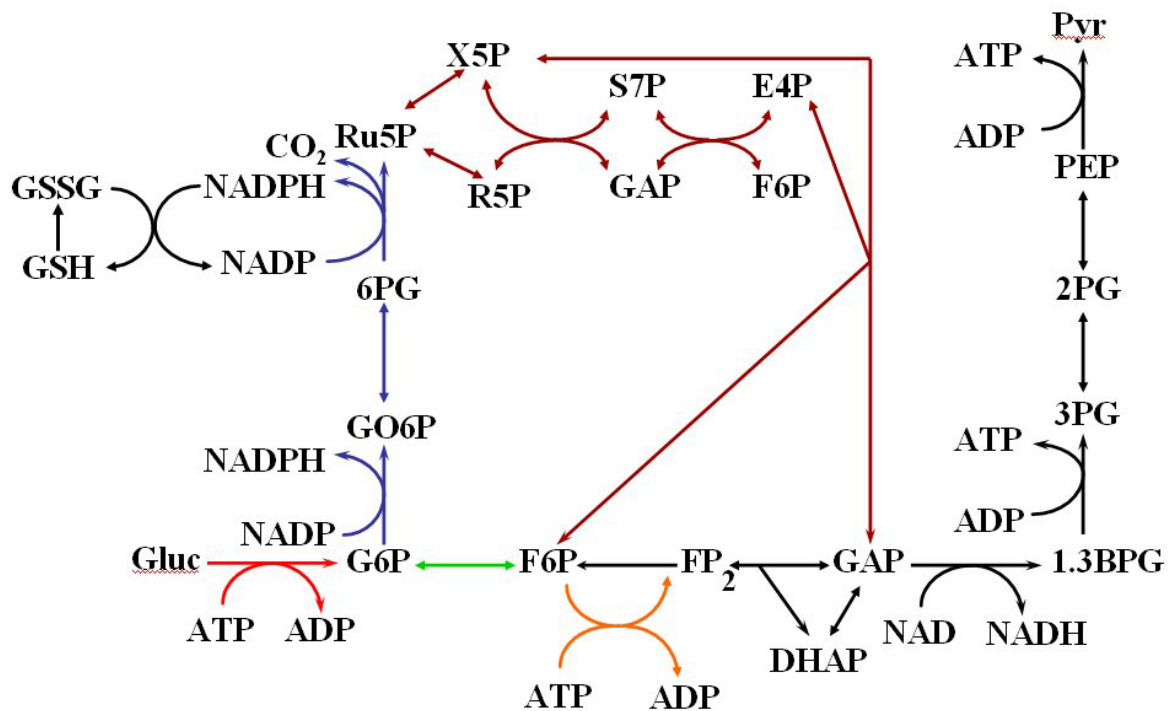 Pyr
X5P
ATP
S7P
E4P
Ru5P
ADP
CO2
PEP
GSSG
NADPH
R5P
GAP
F6P
GSH
NADP
6PG
2PG
GO6P
3PG
ATP
NADPH
NADP
ADP
Gluc
G6P
F6P
FP2
GAP
1.3BPG
ATP
ADP
NAD
NADH
DHAP
ATP
ADP